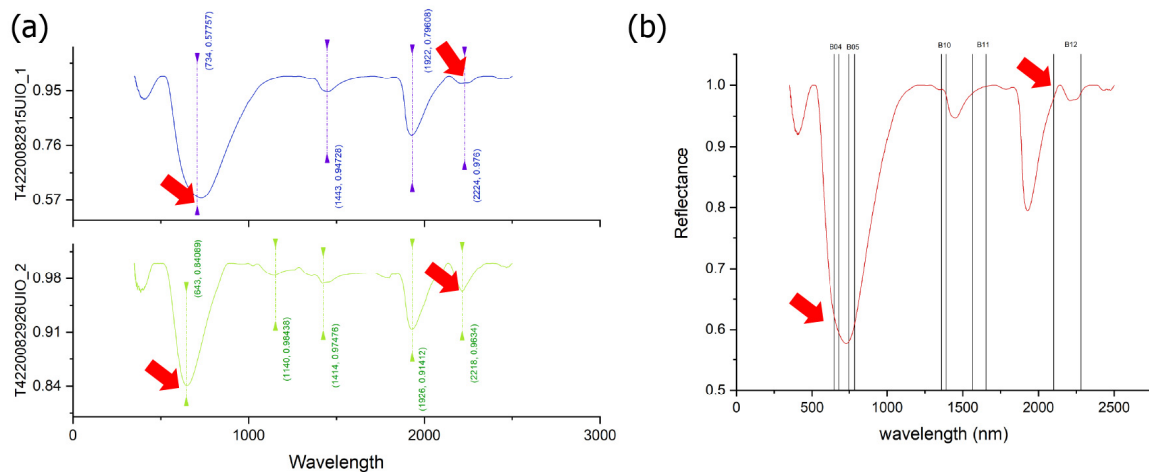 (a)
T4220082815UIO_1
0.95
0.76
0.57
(734, 0.57757)
(1443, 0.94728)
(1922, 0.79608)
(2224, 0.976)
T4220082926UIO_2
0.98
0.91
0.84
(643, 0.84089)
(1140, 0.98438)
(1414, 0.97476)
(1926, 0.91412)
(2218, 0.9634)
0 1000 2000 3000
Wavelength
(b)
B04 B05 B10 B11 B12
Reflectance
1.0
0.9
0.8
0.7
0.6
0.5
0 500 1000 1500 2000 2500
wavelength (nm)